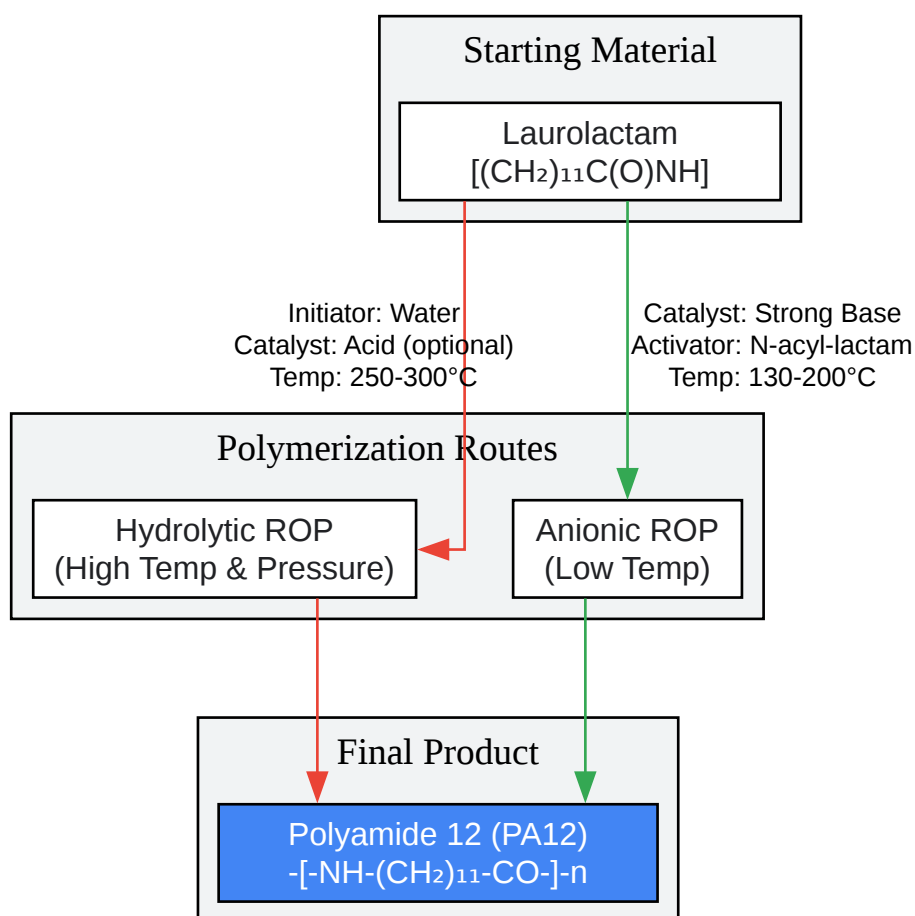 Starting Material
Laurolactam
[(CH₂)₁₁C(O)NH]
Initiator: Water
Catalyst: Acid (optional)
Temp: 250-300°C
Catalyst: Strong Base
Activator: N-acyl-lactam
Temp: 130-200°C
Polymerization Routes
Hydrolytic ROP
(High Temp & Pressure)
Anionic ROP
(Low Temp)
Final Product
Polyamide 12 (PA12)
-[-NH-(CH₂)₁₁-CO-]-n